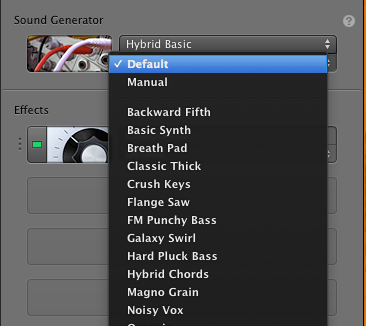 Sound Generator
?
Hybrid Basic
✓ Default
Manual
Effects
Backward Fifth
Basic Synth
Breath Pad
Classic Thick
Crush Keys
Flange Saw
FM Punchy Bass
Galaxy Swirl
Hard Pluck Bass
Hybrid Chords
Magno Grain
Noisy Vox